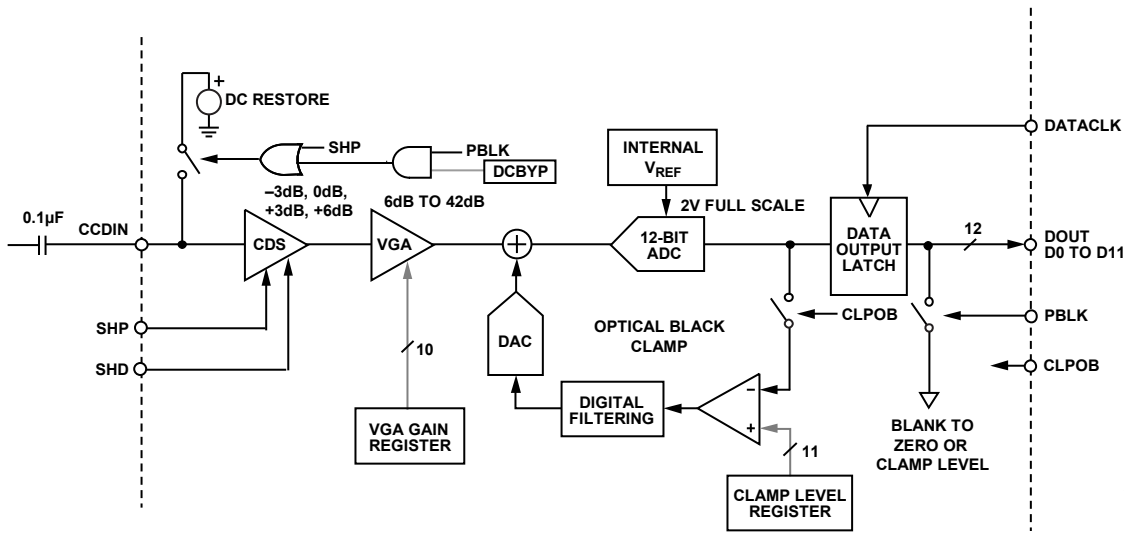 DC RESTORE
+
SHP
PBLK
DCBYP
–3dB, 0dB,
+3dB, +6dB
6dB TO 42dB
INTERNAL
VREF
2V FULL SCALE
DATACLK
0.1µF
CCDIN
CDS
VGA
+
12-BIT
ADC
DATA
OUTPUT
LATCH
12
DOUT
D0 TO D11
SHP
SHD
10
DAC
OPTICAL BLACK
CLAMP
CLPOB
PBLK
CLPOB
VGA GAIN
REGISTER
DIGITAL
FILTERING
–
+
11
BLANK TO
ZERO OR
CLAMP LEVEL
CLAMP LEVEL
REGISTER